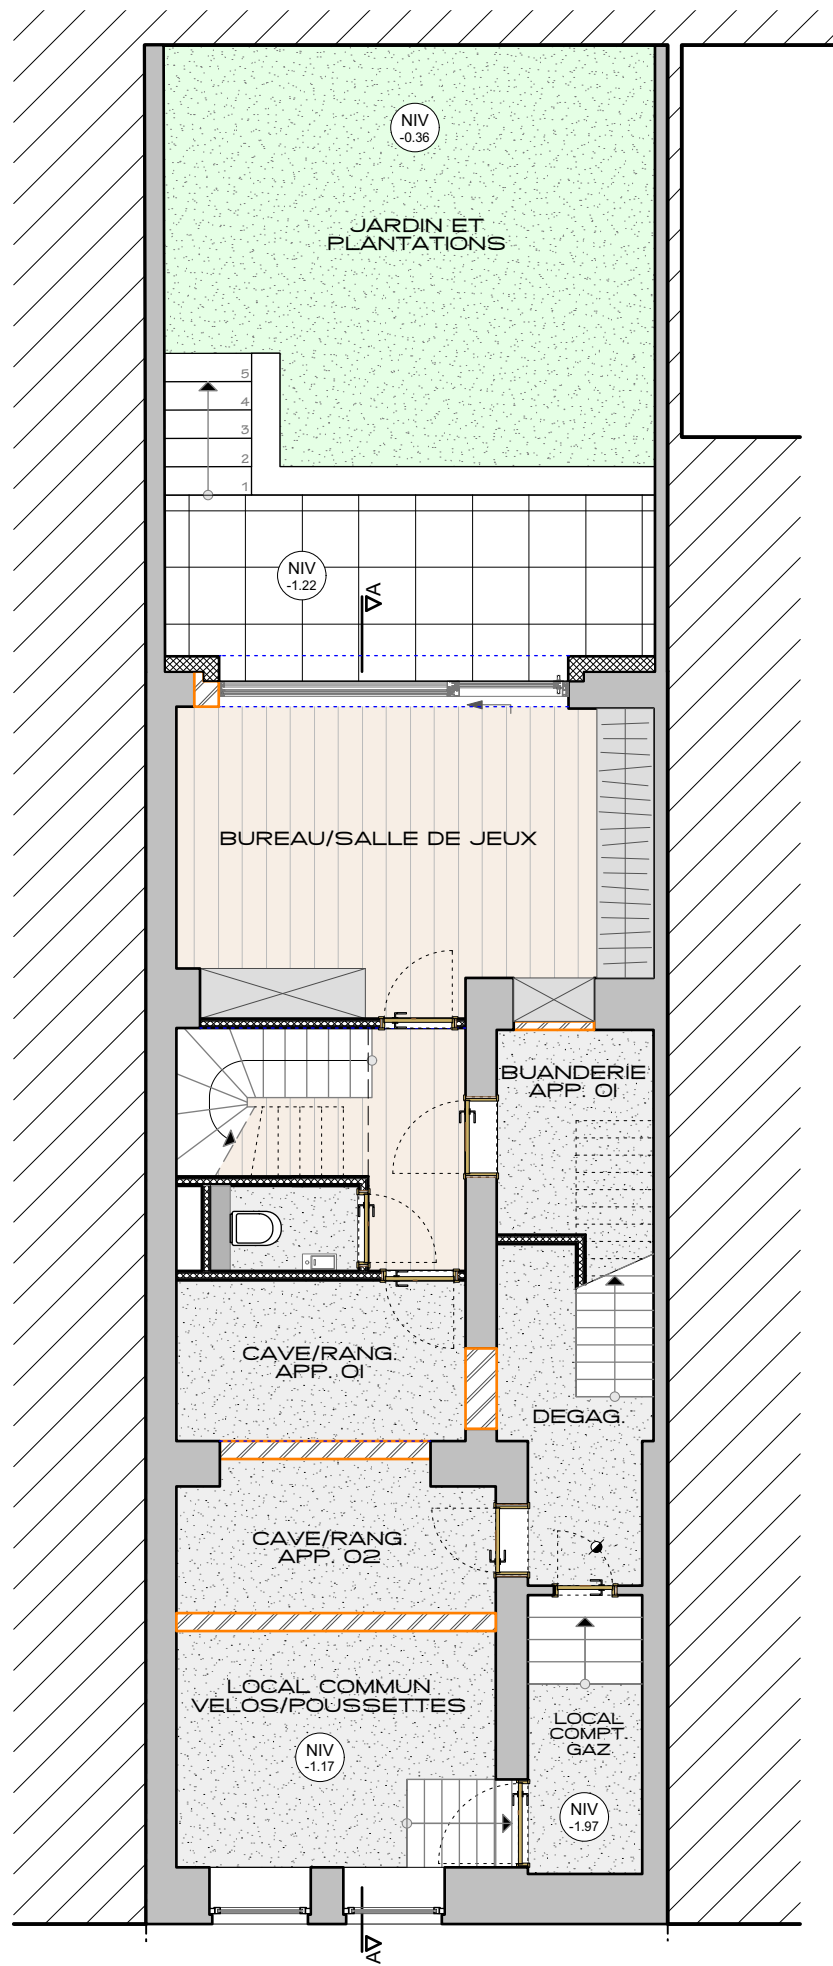 NIV
-0.36
JARDIN ET
PLANTATIONS
5
4
3
2
1
NIV
-1.22
A
BUREAU/SALLE DE JEUX
BUANDERIE
APP. 01
CAVE/RANG.
APP. 01
DEGAG.
CAVE/RANG.
APP. 02
LOCAL COMMUN
VELOS/POUSSETTES
NIV
-1.17
LOCAL
COMPT.
GAZ
NIV
-1.97
A